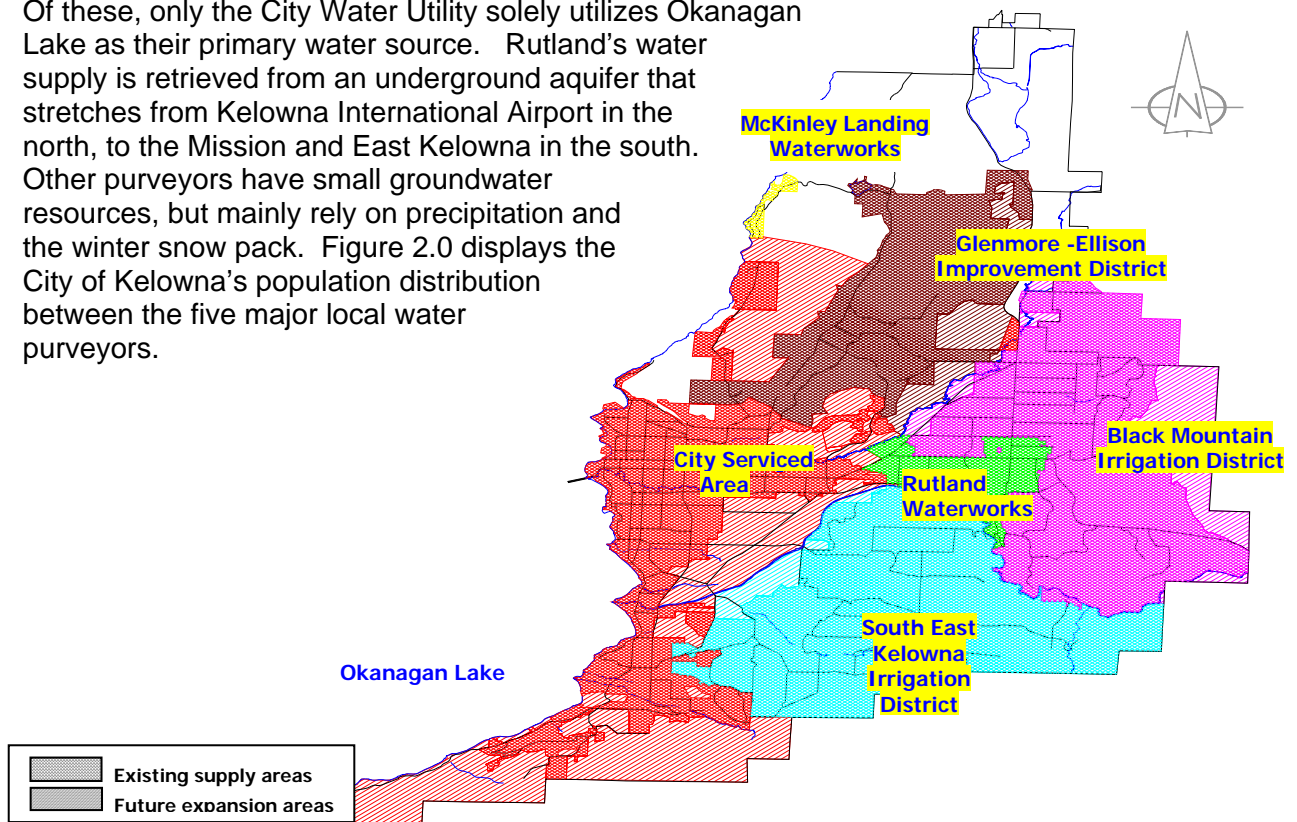 Of these, only the City Water Utility solely utilizes Okanagan
Lake as their primary water source. Rutland's water
supply is retrieved from an underground aquifer that
stretches from Kelowna International Airport in the
north, to the Mission and East Kelowna in the south.
Other purveyors have small groundwater
resources, but mainly rely on precipitation and
the winter snow pack. Figure 2.0 displays the
City of Kelowna's population distribution
between the five major local water
purveyors.
N
McKinley Landing
Waterworks
Glenmore -Ellison
Improvement District
Black Mountain
Irrigation District
City Serviced
Area
Rutland
Waterworks
South East
Kelowna
Irrigation
District
Okanagan Lake
Existing supply areas
Future expansion areas